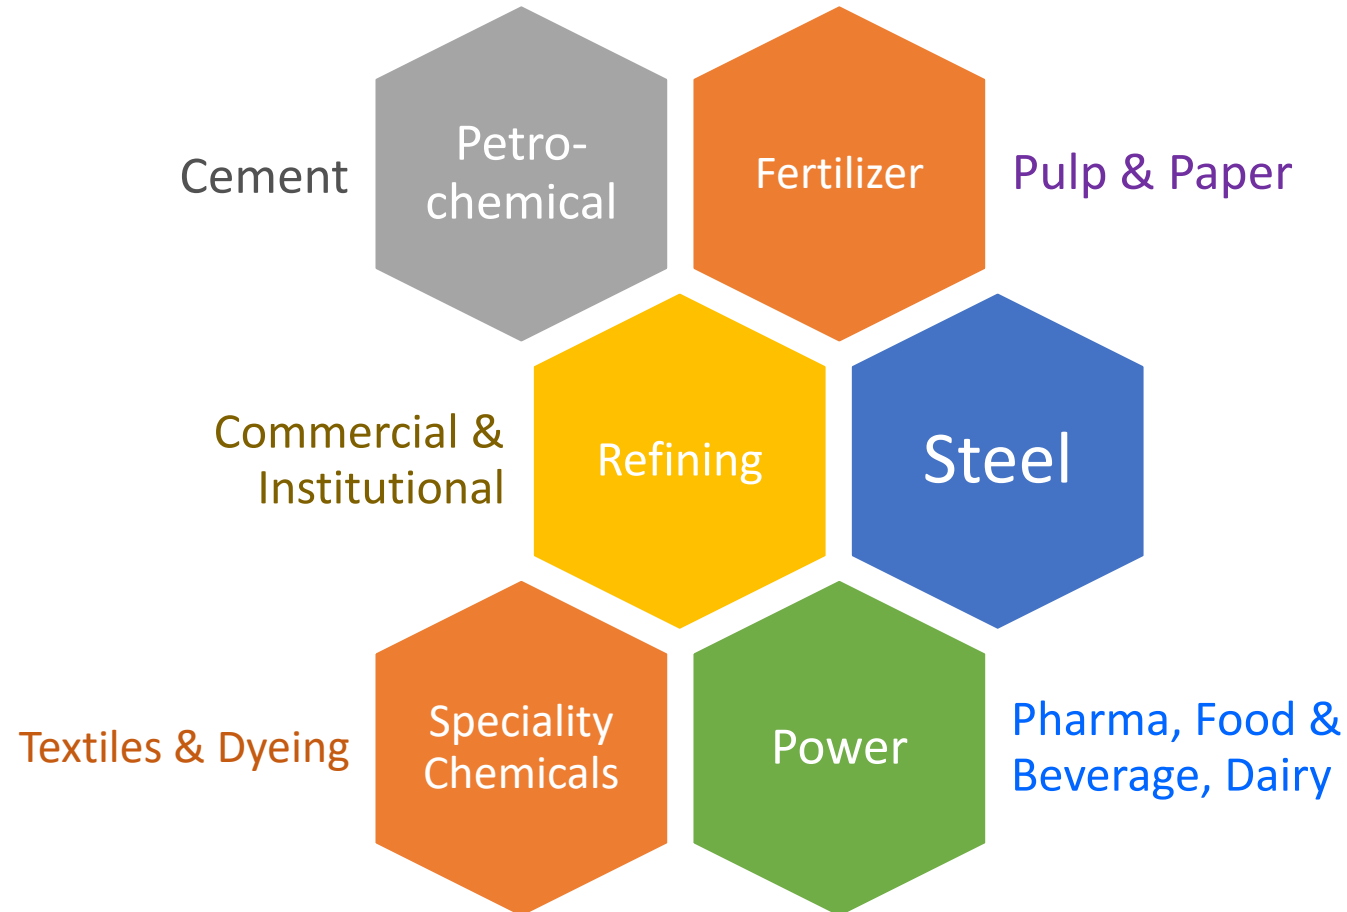 Cement
Petro-
chemical
Fertilizer
Pulp & Paper
Commercial &
Institutional
Refining
Steel
Textiles & Dyeing
Speciality
Chemicals
Power
Pharma, Food &
Beverage, Dairy